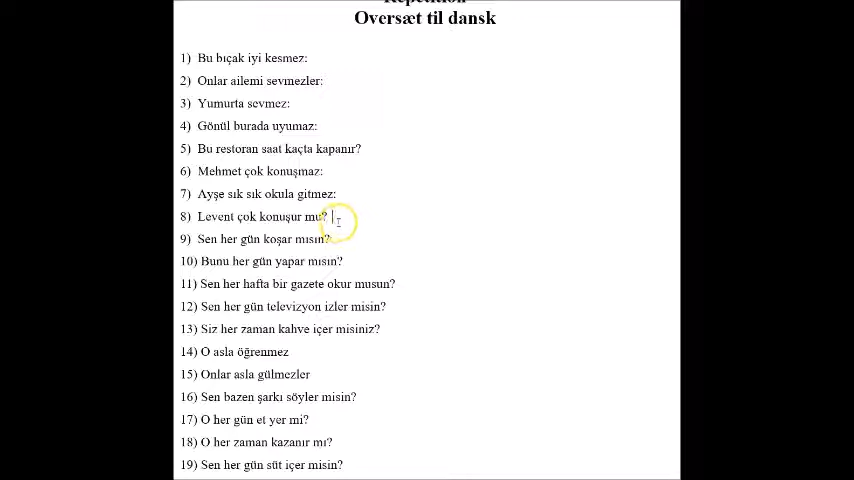 Repetition
Oversæt til dansk
1) Bu bıçak iyi kesmez:
2) Onlar ailemi sevmezler:
3) Yumurta sevmez:
4) Gönül burada uyumaz:
5) Bu restoran saat kaçta kapanır?
6) Mehmet çok konuşmaz:
7) Ayşe sık sık okula gitmez:
8) Levent çok konuşur mu?
9) Sen her gün koşar mısın?
10) Bunu her gün yapar mısın?
11) Sen her hafta bir gazete okur musun?
12) Sen her gün televizyon izler misin?
13) Siz her zaman kahve içer misiniz?
14) O asla öğrenmez
15) Onlar asla gülmezler
16) Sen bazen şarkı söyler misin?
17) O her gün et yer mi?
18) O her zaman kazanır mı?
19) Sen her gün süt içer misin?